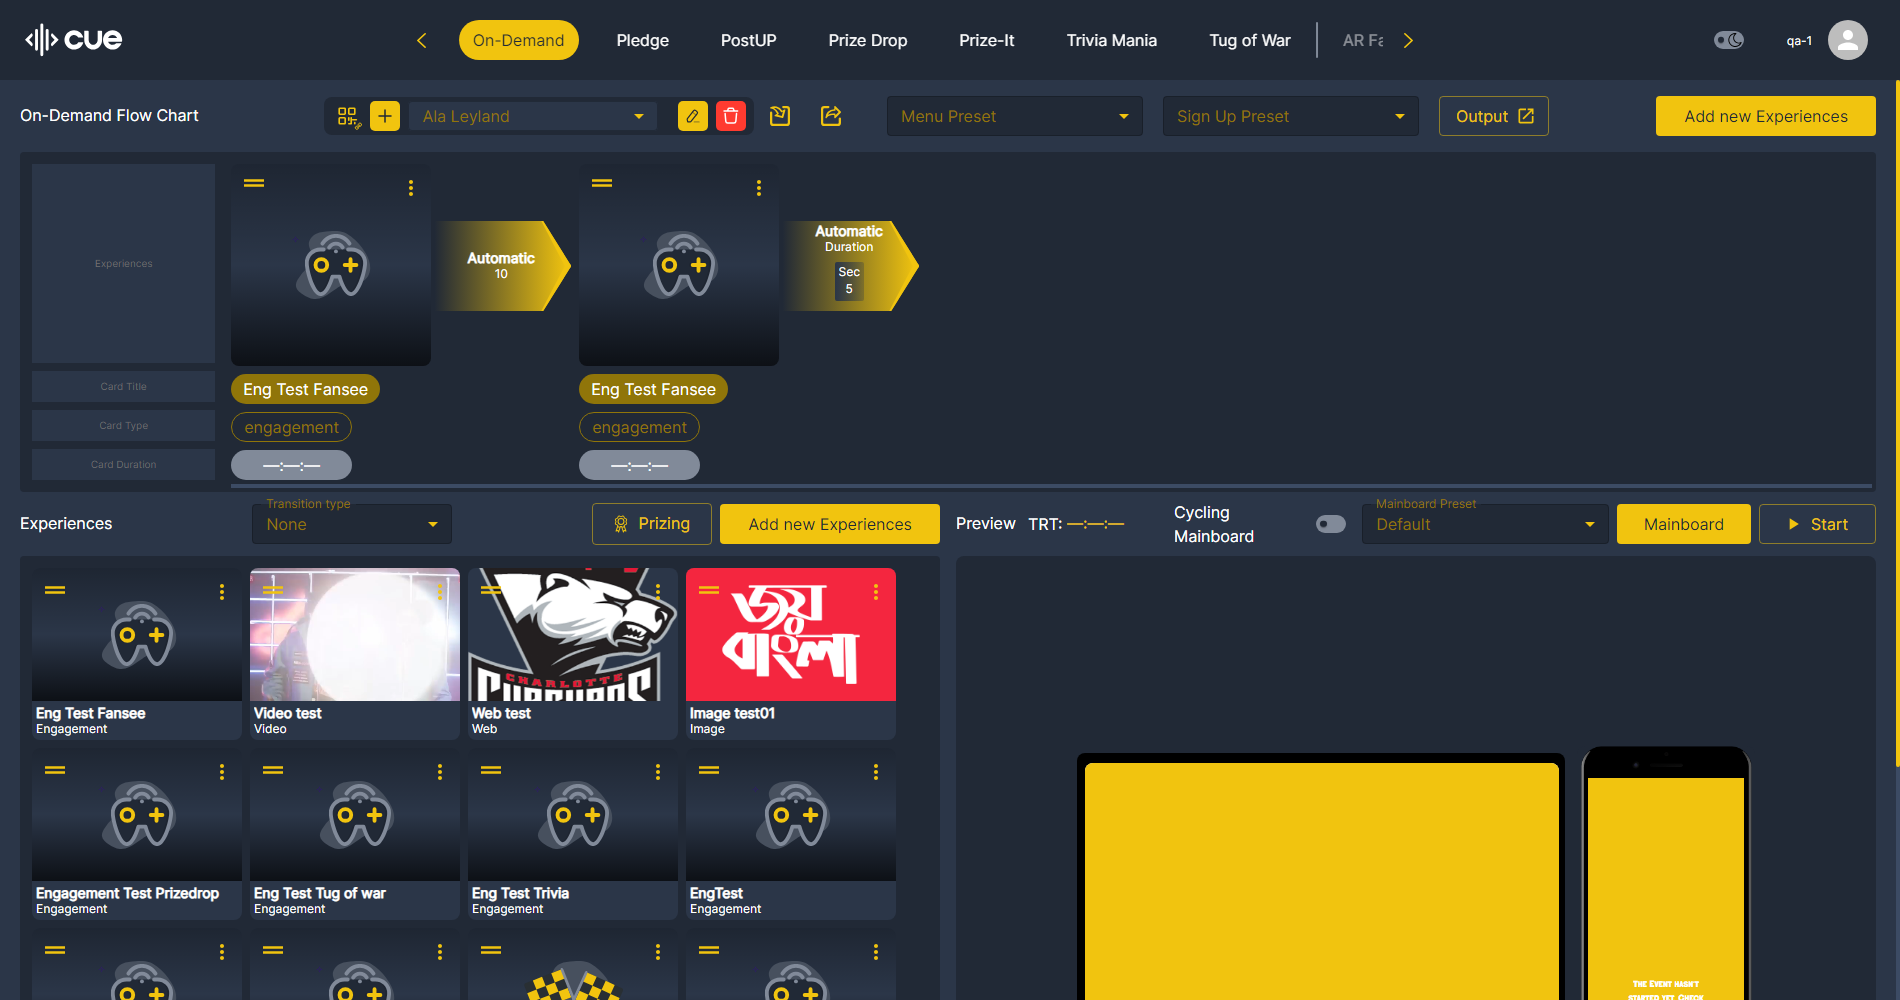 cue
On-Demand
Pledge
PostUP
Prize Drop
Prize-It
Trivia Mania
Tug of War
AR Fa
qa-1
On-Demand Flow Chart
Ala Leyland
Menu Preset
Sign Up Preset
Output
Add new Experiences
Experiences
Automatic
10
Automatic
Duration
Sec
5
Card Title
Eng Test Fansee
Eng Test Fansee
Card Type
engagement
engagement
Card Duration
—:—:—
—:—:—
Experiences
Transition type
None
Prizing
Add new Experiences
Preview
TRT: —:—:—
Cycling
Mainboard
Mainboard Preset
Default
Mainboard
Start
CHARLOTTE
জয়
বাংলা
Eng Test Fansee
Engagement
Video test
Video
Web test
Web
Image test01
Image
Engagement Test Prizedrop
Engagement
Eng Test Tug of war
Engagement
Eng Test Trivia
Engagement
EngTest
Engagement
The Event hasn't
started yet. Check